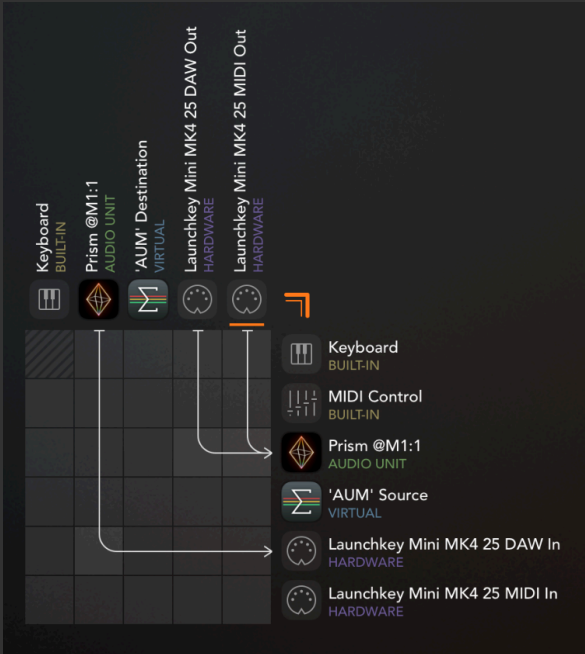 Keyboard
BUILT-IN
Prism @M1:1
AUDIO UNIT
'AUM' Destination
VIRTUAL
Launchkey Mini MK4 25 DAW Out
HARDWARE
Launchkey Mini MK4 25 MIDI Out
HARDWARE
Keyboard
BUILT-IN
MIDI Control
BUILT-IN
Prism @M1:1
AUDIO UNIT
'AUM' Source
VIRTUAL
Launchkey Mini MK4 25 DAW In
HARDWARE
Launchkey Mini MK4 25 MIDI In
HARDWARE